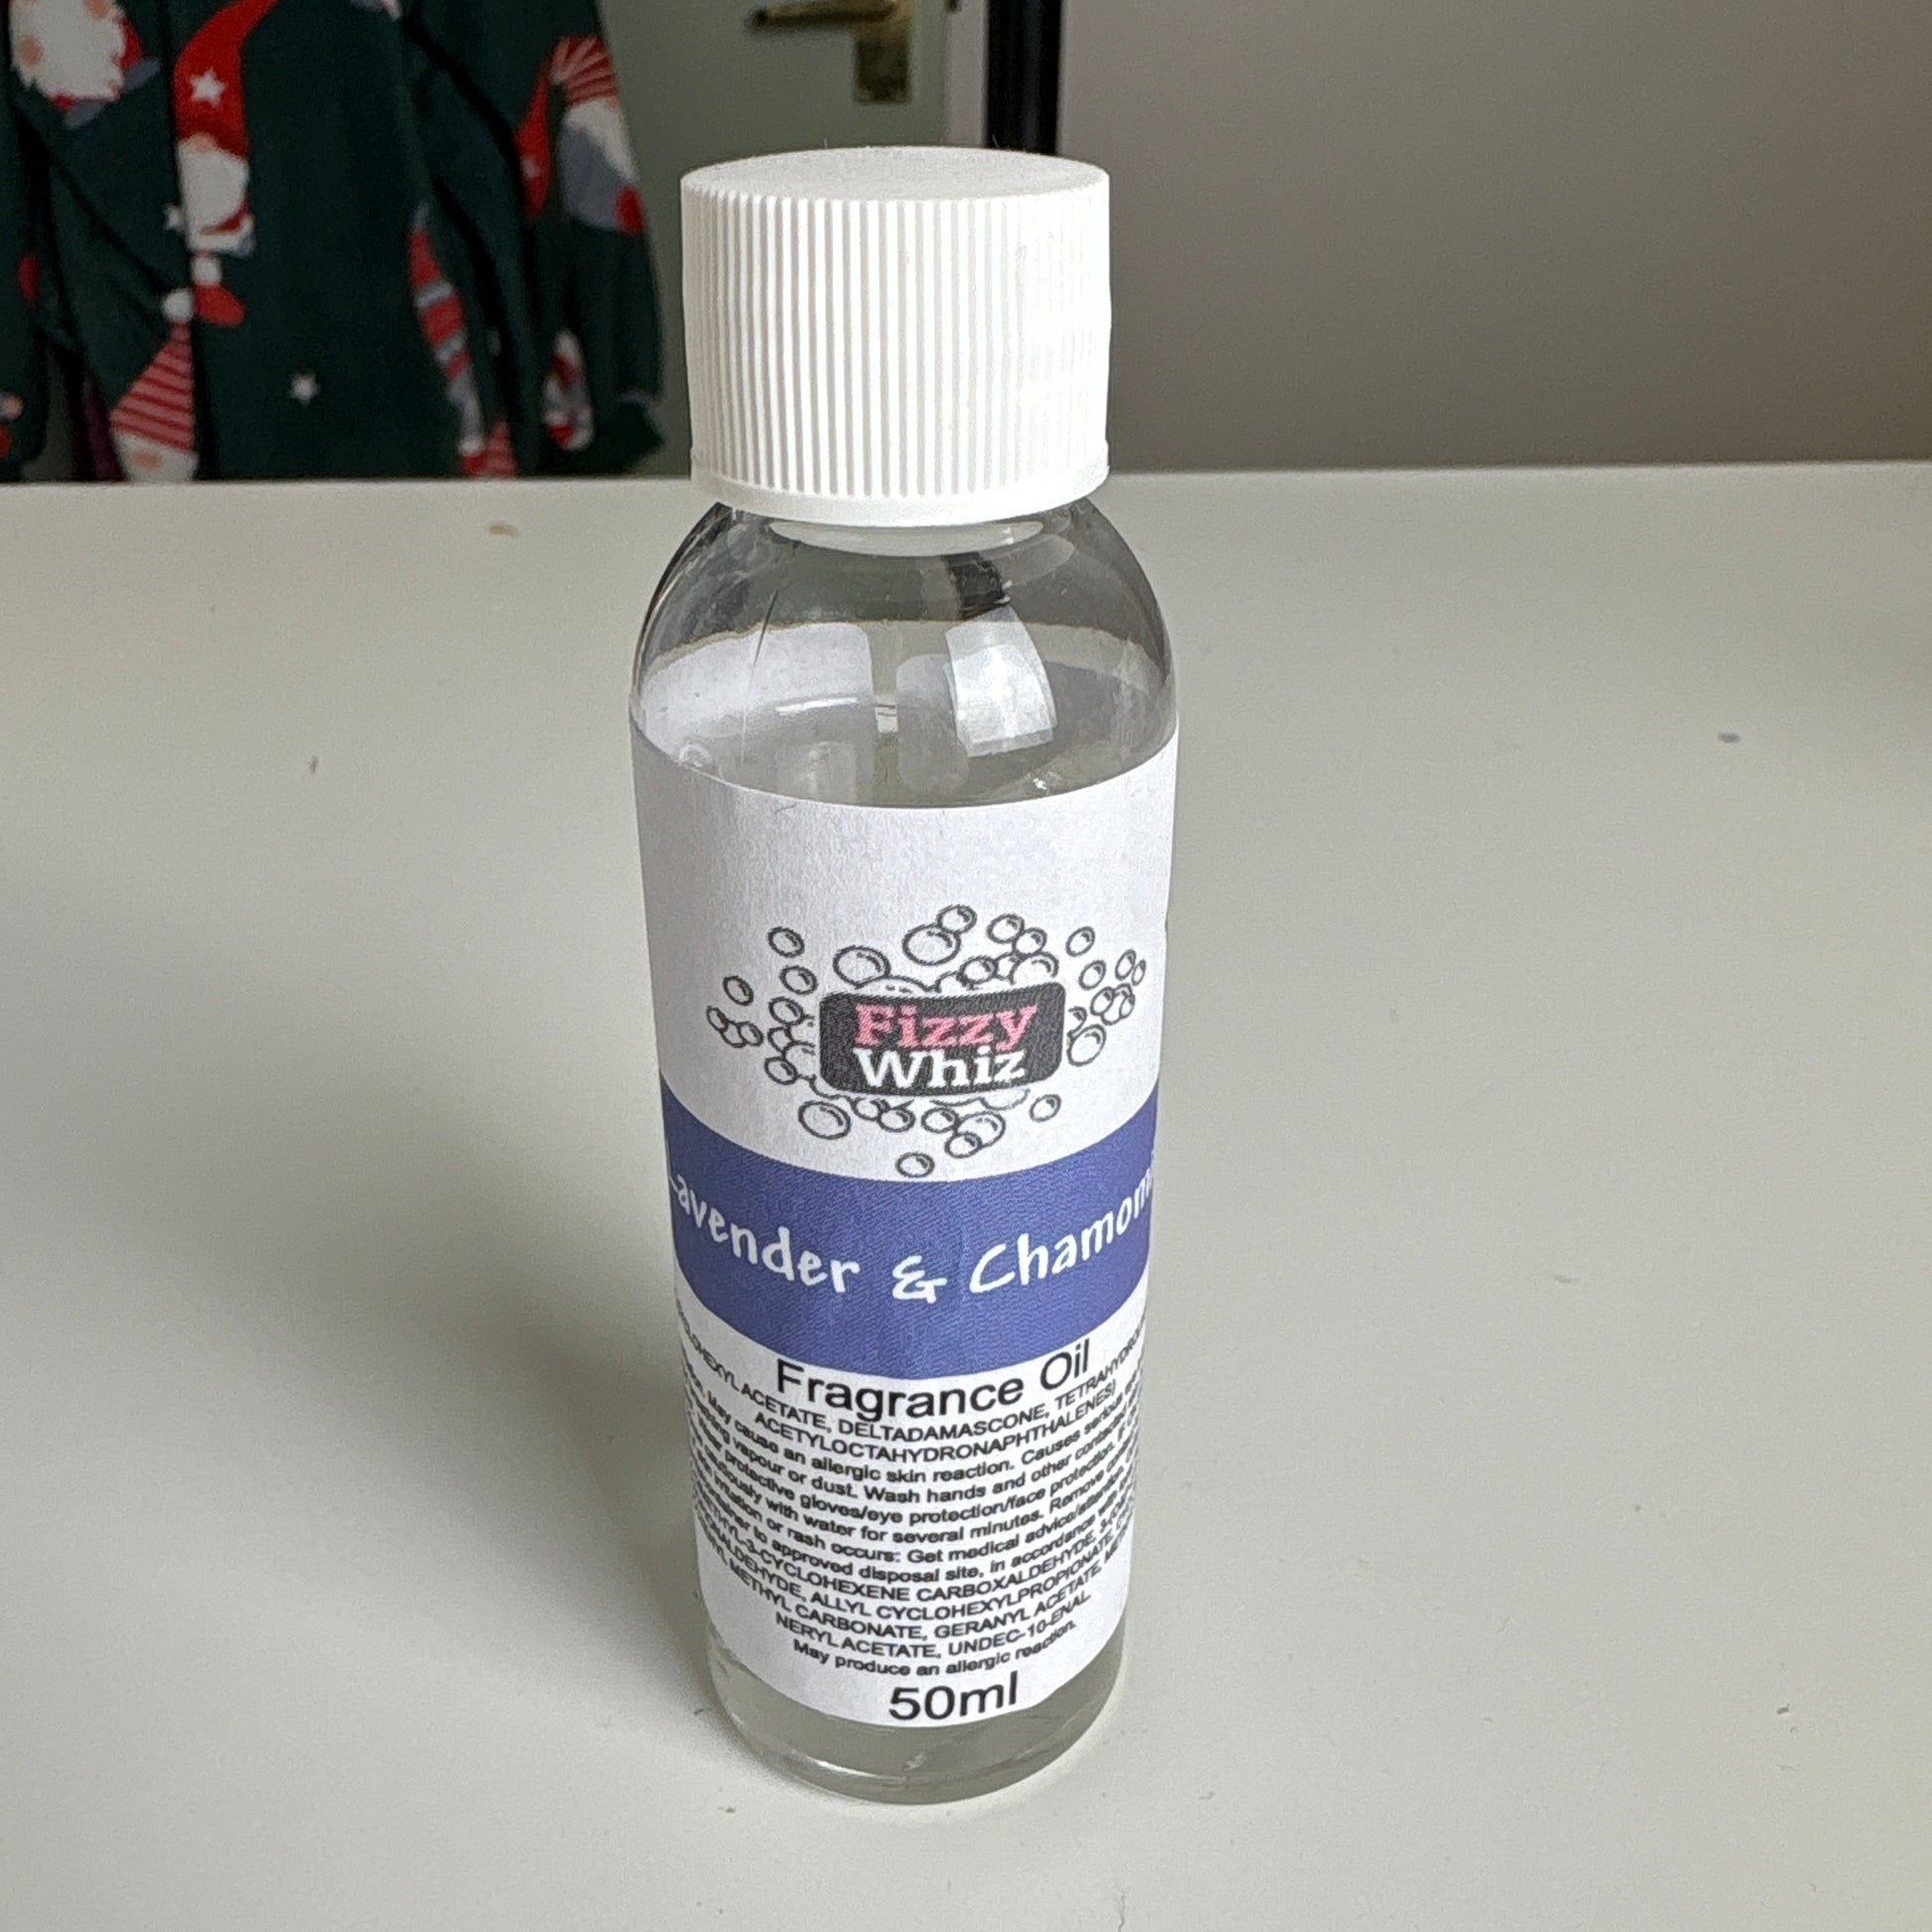 Fizzy
Whiz
Lavender & Chamom
Fragrance Oil
ACETATE, DELTADAMASCONE,
ACETYLOCTAHYDRONAPHTHALENES)
May cause an allergic skin reaction. Causes serious
vapour or dust. Wash hands and other
protective gloves/eye protection/face protection.
with water for several minutes. Remove
irritation or rash occurs: Get medical advice/attention.
to approved disposal site, in accordance with
CYCLOHEXENE CARBOXALDEHYDE,
ALLYL CYCLOHEXYLPROPIONATE,
METHYL CARBONATE, GERANYL ACETATE,
NERYL ACETATE, UNDEC-10-ENAL
May produce an allergic reaction.
50ml